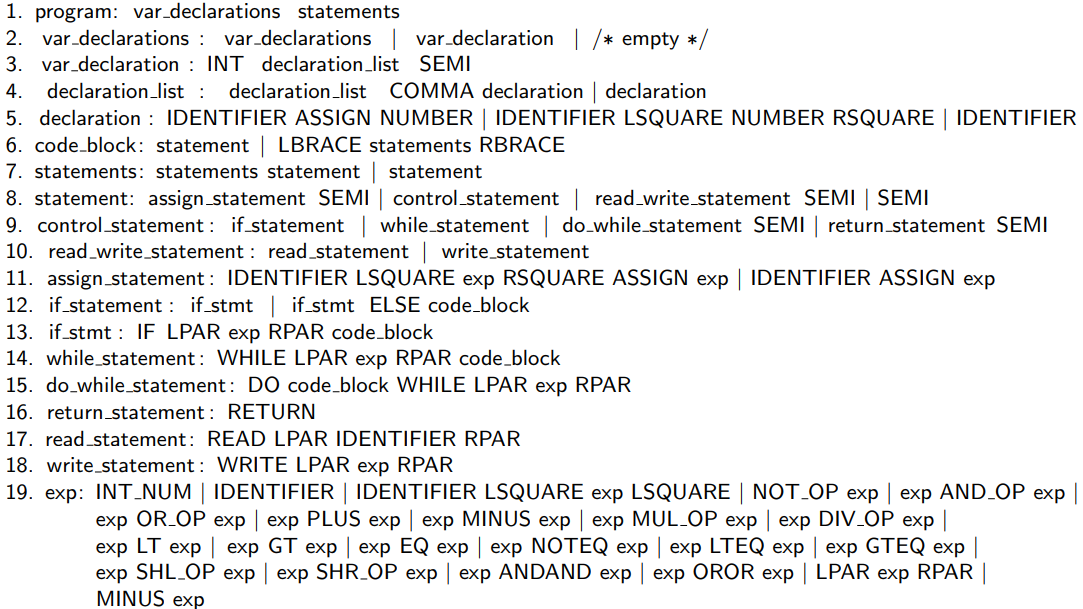 1. program: var_declarations statements
2. var_declarations : var_declarations | var_declaration | /* empty */
3. var_declaration : INT declaration_list SEMI
4. declaration_list : declaration_list COMMA declaration | declaration
5. declaration : IDENTIFIER ASSIGN NUMBER | IDENTIFIER LSQUARE NUMBER RSQUARE | IDENTIFIER
6. code_block: statement | LBRACE statements RBRACE
7. statements: statements statement | statement
8. statement: assign_statement SEMI | control_statement | read_write_statement SEMI | SEMI
9. control_statement : if_statement | while_statement | do_while_statement SEMI | return_statement SEMI
10. read_write_statement : read_statement | write_statement
11. assign_statement : IDENTIFIER LSQUARE exp RSQUARE ASSIGN exp | IDENTIFIER ASSIGN exp
12. if_statement : if_stmt | if_stmt ELSE code_block
13. if_stmt : IF LPAR exp RPAR code_block
14. while_statement : WHILE LPAR exp RPAR code_block
15. do_while_statement : DO code_block WHILE LPAR exp RPAR
16. return_statement : RETURN
17. read_statement : READ LPAR IDENTIFIER RPAR
18. write_statement : WRITE LPAR exp RPAR
19. exp: INT_NUM | IDENTIFIER | IDENTIFIER LSQUARE exp LSQUARE | NOT_OP exp | exp AND_OP exp |
exp OR_OP exp | exp PLUS exp | exp MINUS exp | exp MUL_OP exp | exp DIV_OP exp |
exp LT exp | exp GT exp | exp EQ exp | exp NOTEQ exp | exp LTEQ exp | exp GTEQ exp |
exp SHL_OP exp | exp SHR_OP exp | exp ANDAND exp | exp OROR exp | LPAR exp RPAR |
MINUS exp